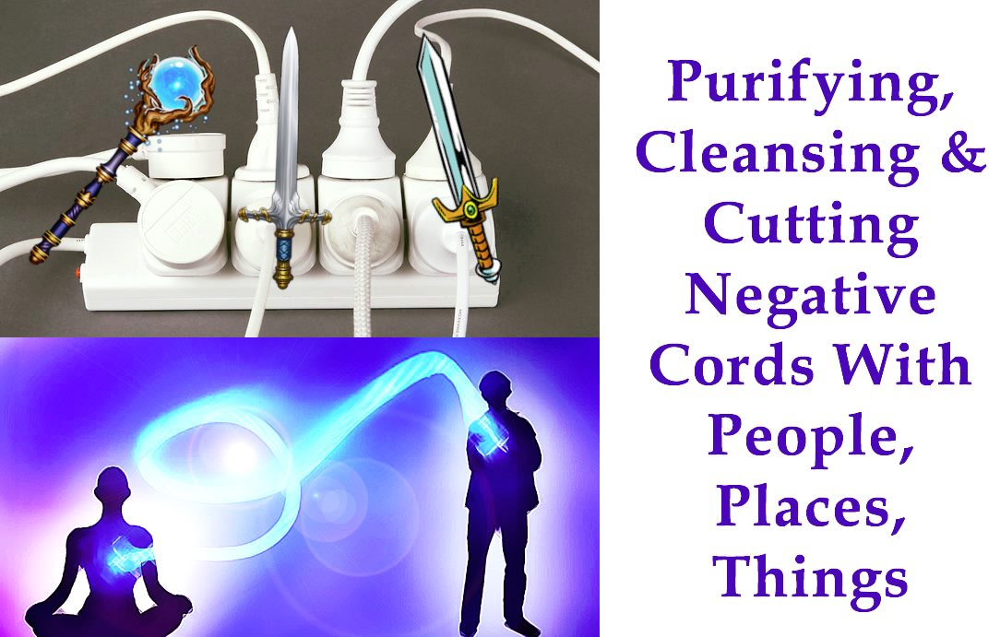 Purifying,
Cleansing &
Cutting
Negative
Cords With
People,
Places,
Things